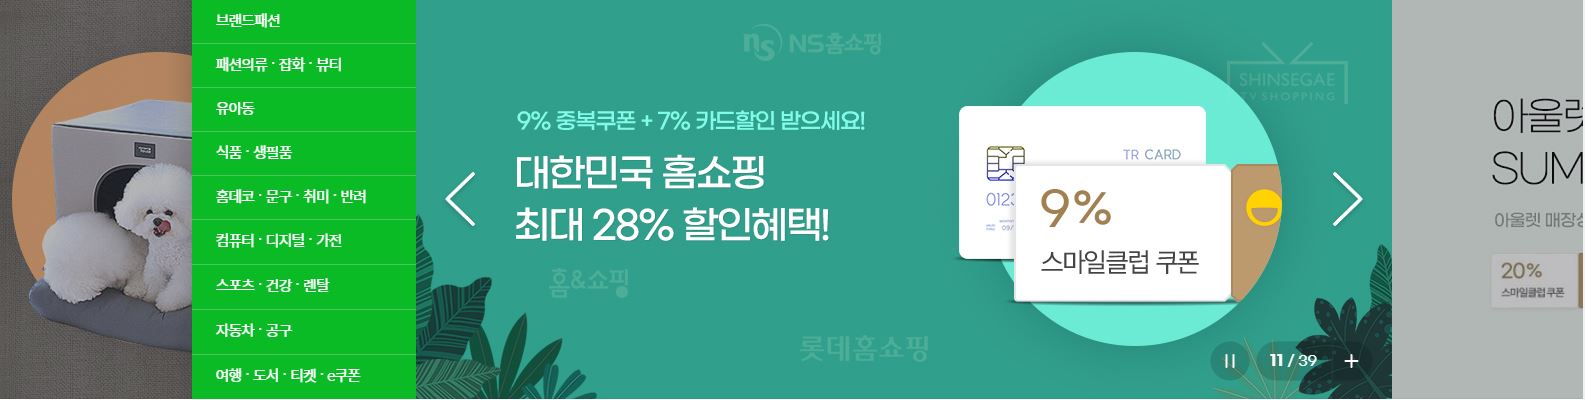 브랜드패션
패션의류 · 잡화 · 뷰티
유아동
식품 · 생필품
홈데코 · 문구 · 취미 · 반려
컴퓨터 · 디지털 · 가전
스포츠 · 건강 · 렌탈
자동차 · 공구
여행 · 도서 · 티켓 · e쿠폰
ns NS홈쇼핑
SHINSEGAE
TV SHOPPING
9% 중복쿠폰 + 7% 카드할인 받으세요!
대한민국 홈쇼핑
최대 28% 할인혜택!
TR CARD
0123
9%
스마일클럽 쿠폰
홈&쇼핑
롯데홈쇼핑
11 / 39
아울렛
SUM
아울렛 매장
20%
스마일클럽 쿠폰